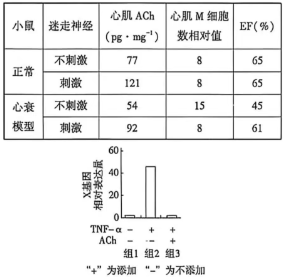 小鼠 迷走神经 心肌 ACh (pg·mg⁻¹) 心肌 M 细胞数相对值 EF(%)
正常 不刺激 77 8 65
刺激 121 8 65
心衰模型 不刺激 54 15 45
刺激 92 8 61
X基因相对表达量
60
40
20
0
TNF-α - + +
ACh - - +
组1 组2 组3
“+”为添加 “-”为不添加